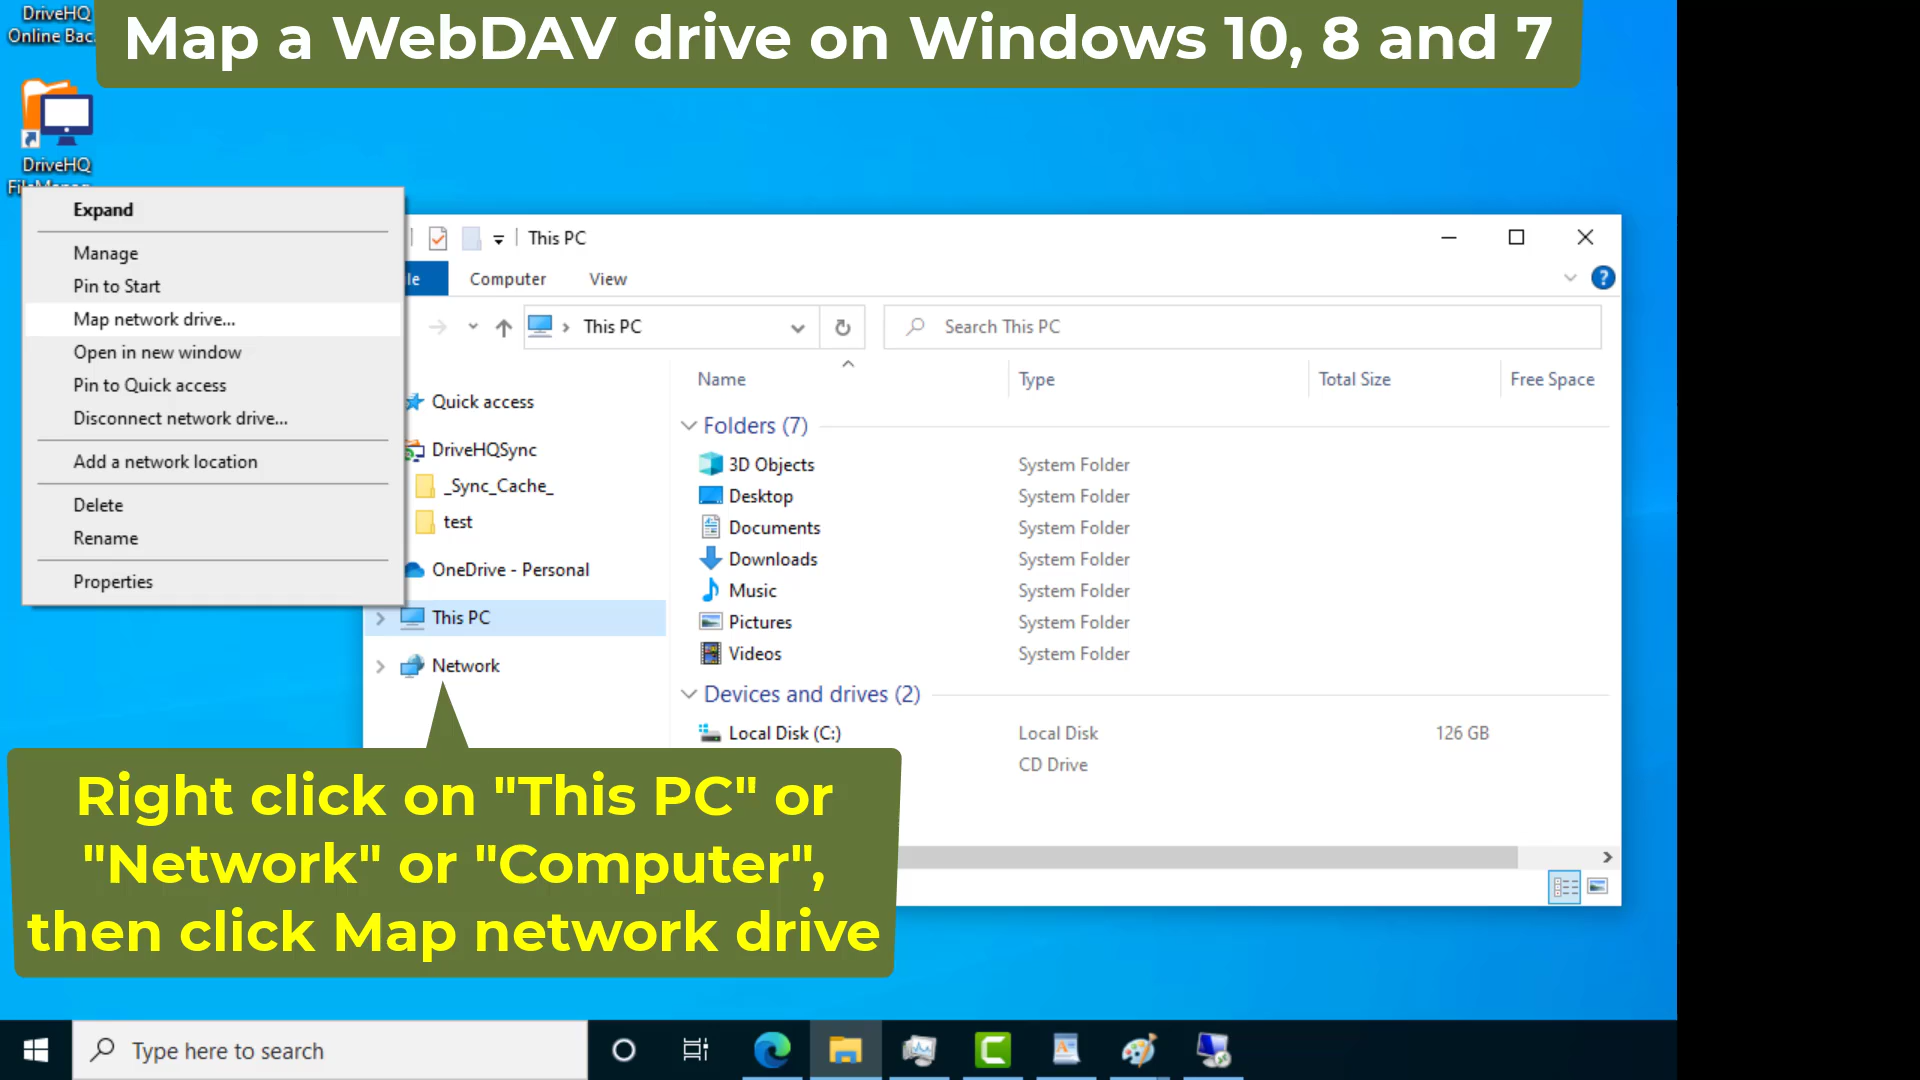 DriveHQ
Online Bac..
Map a WebDAV drive on Windows 10, 8 and 7
DriveHQ
Expand
Manage
Pin to Start
Map network drive...
Open in new window
Pin to Quick access
Disconnect network drive...
Add a network location
Delete
Rename
Properties
This PC
le
Computer
View
?
This PC
Search This PC
Name
Type
Total Size
Free Space
Quick access
DriveHQSync
_Sync_Cache_
test
OneDrive - Personal
This PC
Network
Folders (7)
3D Objects System Folder
Desktop System Folder
Documents System Folder
Downloads System Folder
Music System Folder
Pictures System Folder
Videos System Folder
Devices and drives (2)
Local Disk (C:) Local Disk 126 GB
CD Drive
Right click on "This PC" or
"Network" or "Computer",
then click Map network drive
Type here to search